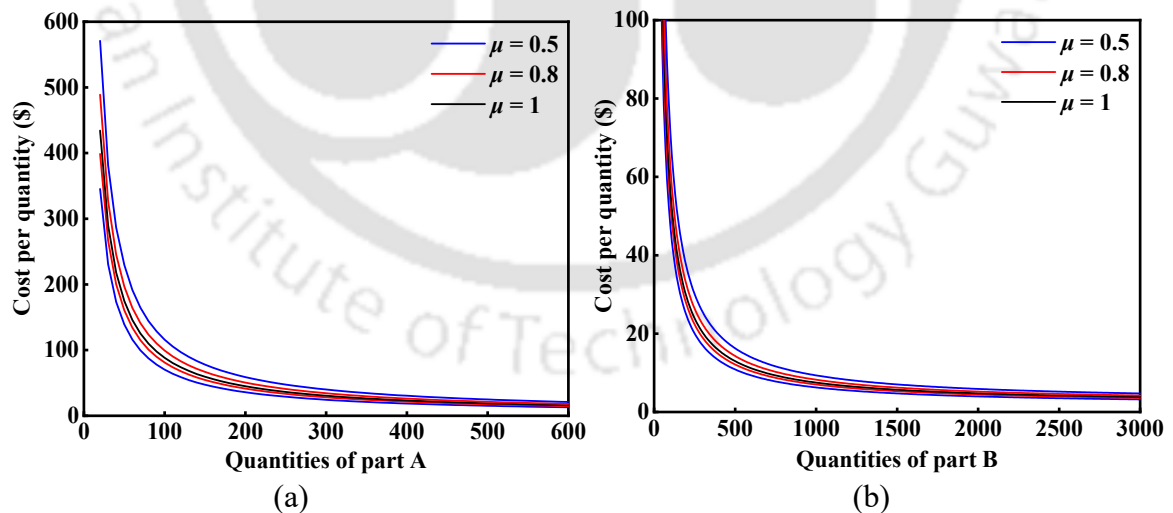 600
500
400
300
200
100
0
Cost per quantity ($)
μ = 0.5
μ = 0.8
μ = 1
0 100 200 300 400 500 600
Quantities of part A
(a)
100
80
60
40
20
0
Cost per quantity ($)
μ = 0.5
μ = 0.8
μ = 1
0 500 1000 1500 2000 2500 3000
Quantities of part B
(b)
an Institute of Technology Guwa